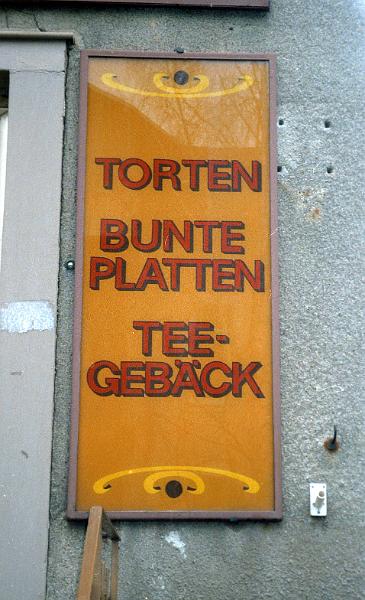 TORTEN
BUNTE
PLATTEN
TEE-
GEBÄCK